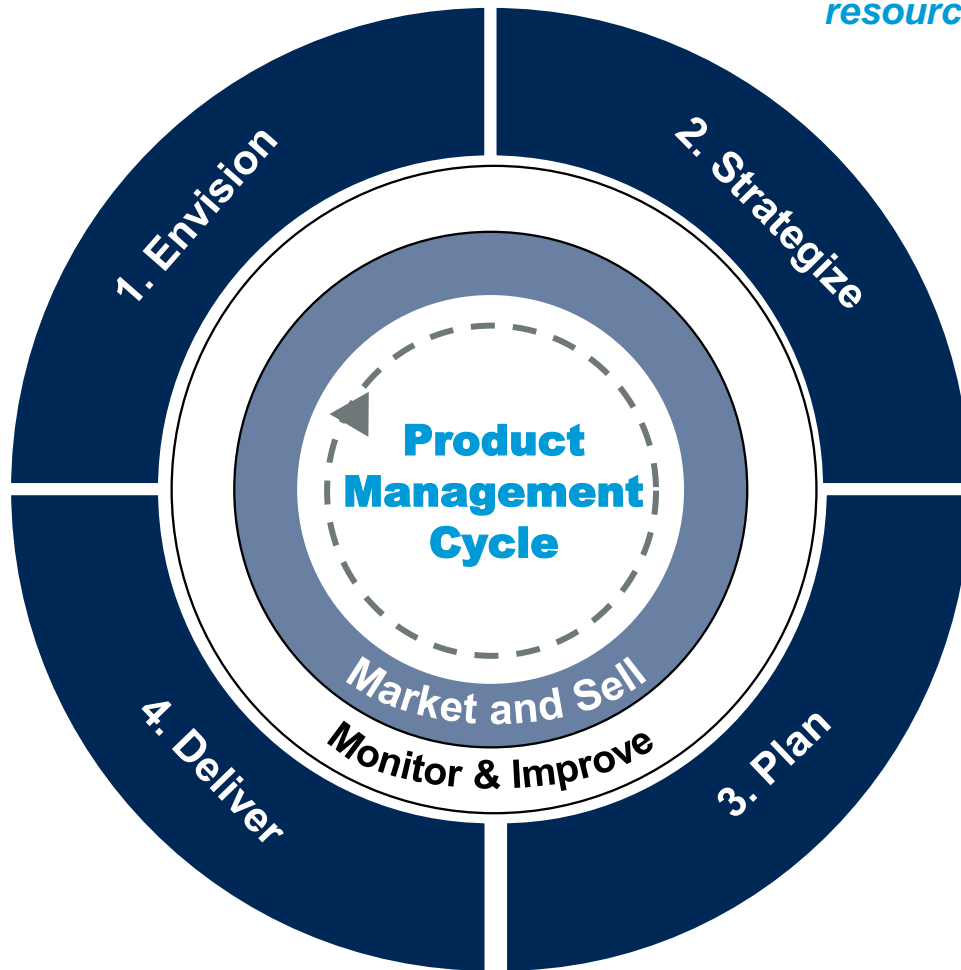 resourc
1. Envision
2. Strategize
Product
Management
Cycle
Market and Sell
Monitor & Improve
4. Deliver
3. Plan